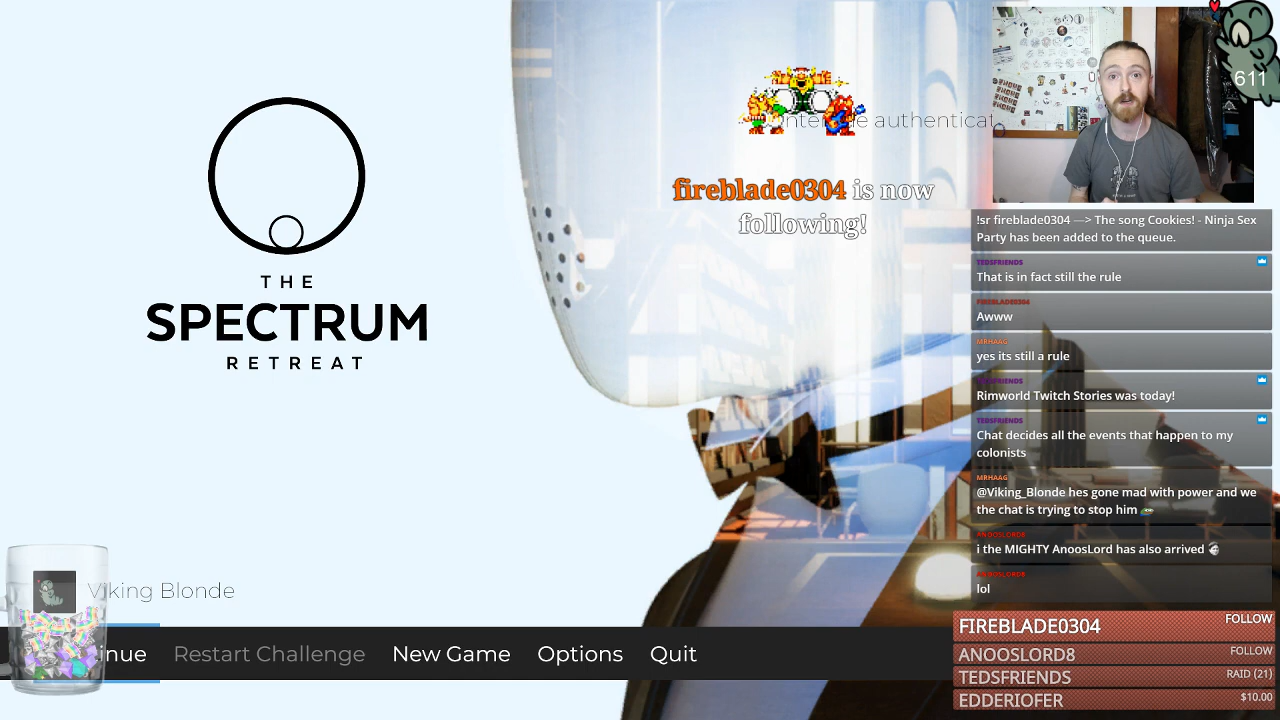 THE
SPECTRUM
RETREAT
authenticat
fireblade0304 is now
following!
611
!sr fireblade0304 —> The song Cookies! - Ninja Sex
Party has been added to the queue.
TEDSFRIENDS
That is in fact still the rule
FIREBLADE0304
Awww
MRHAAG
yes its still a rule
TEDSFRIENDS
Rimworld Twitch Stories was today!
TEDSFRIENDS
Chat decides all the events that happen to my
colonists
MRHAAG
@Viking_Blonde hes gone mad with power and we
the chat is trying to stop him
ANOOSLORD8
i the MIGHTY AnoosLord has also arrived
ANOOSLORD8
lol
Viking Blonde
inue Restart Challenge New Game Options Quit
FIREBLADE0304 FOLLOW
ANOOSLORD8 FOLLOW
TEDSFRIENDS RAID (21)
EDDERIOFER $10.00